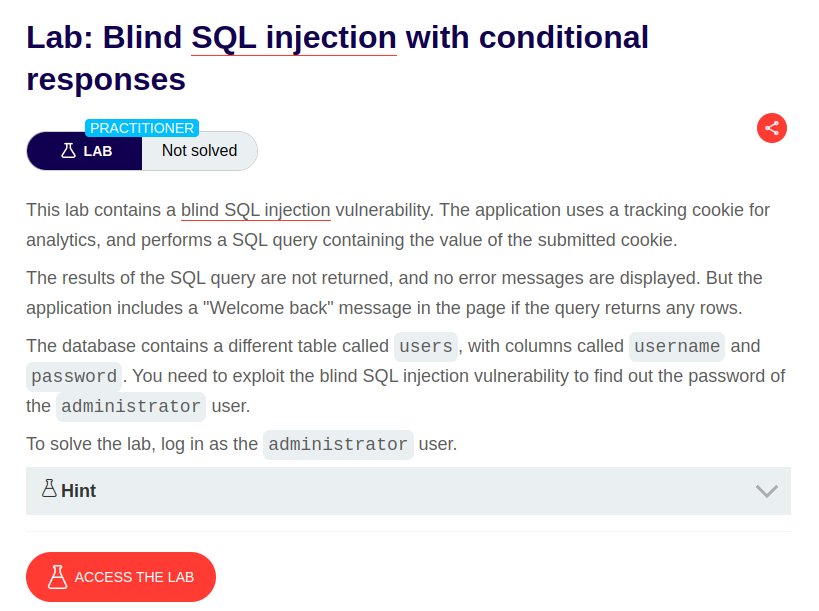 Lab: Blind SQL injection with conditional
responses
PRACTITIONER
LAB Not solved
This lab contains a blind SQL injection vulnerability. The application uses a tracking cookie for
analytics, and performs a SQL query containing the value of the submitted cookie.
The results of the SQL query are not returned, and no error messages are displayed. But the
application includes a "Welcome back" message in the page if the query returns any rows.
The database contains a different table called users, with columns called username and
password. You need to exploit the blind SQL injection vulnerability to find out the password of
the administrator user.
To solve the lab, log in as the administrator user.
Hint
ACCESS THE LAB